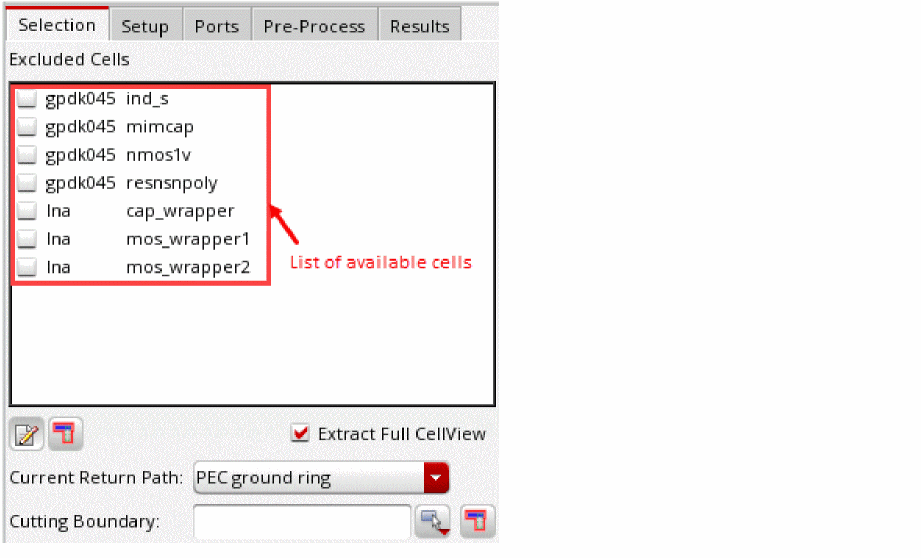 Selection Setup Ports Pre-Process Results
Excluded Cells
gpdk045 ind_s
gpdk045 mimcap
gpdk045 nmos1v
gpdk045 resnsnpoly
lna cap_wrapper
lna mos_wrapper1
lna mos_wrapper2
List of available cells
Extract Full CellView
Current Return Path: PEC ground ring
Cutting Boundary: